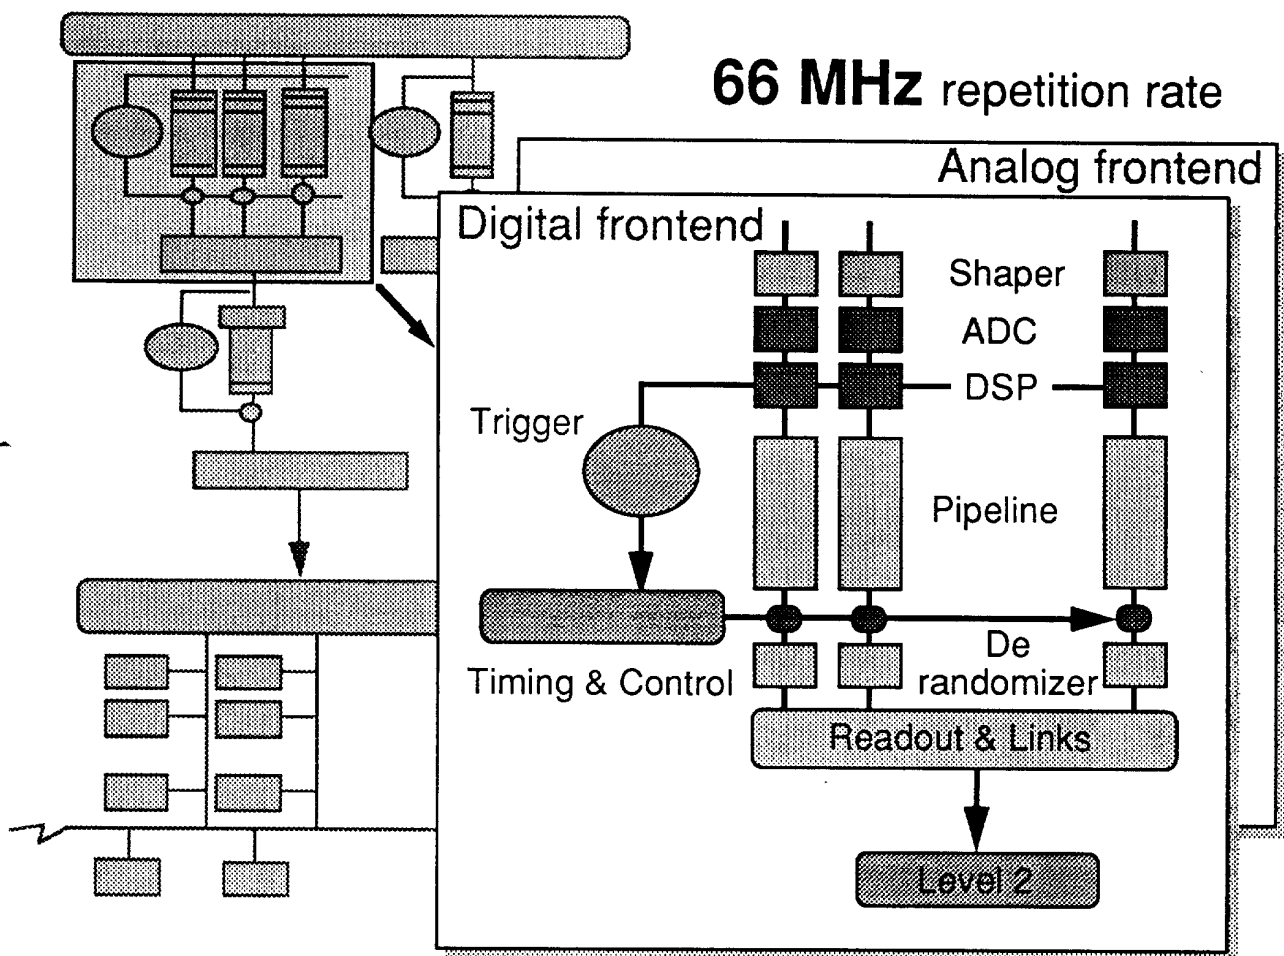 66 MHz repetition rate
Analog frontend
Digital frontend
Shaper
ADC
DSP
Trigger
Pipeline
De
randomizer
Timing & Control
Readout & Links
Level 2